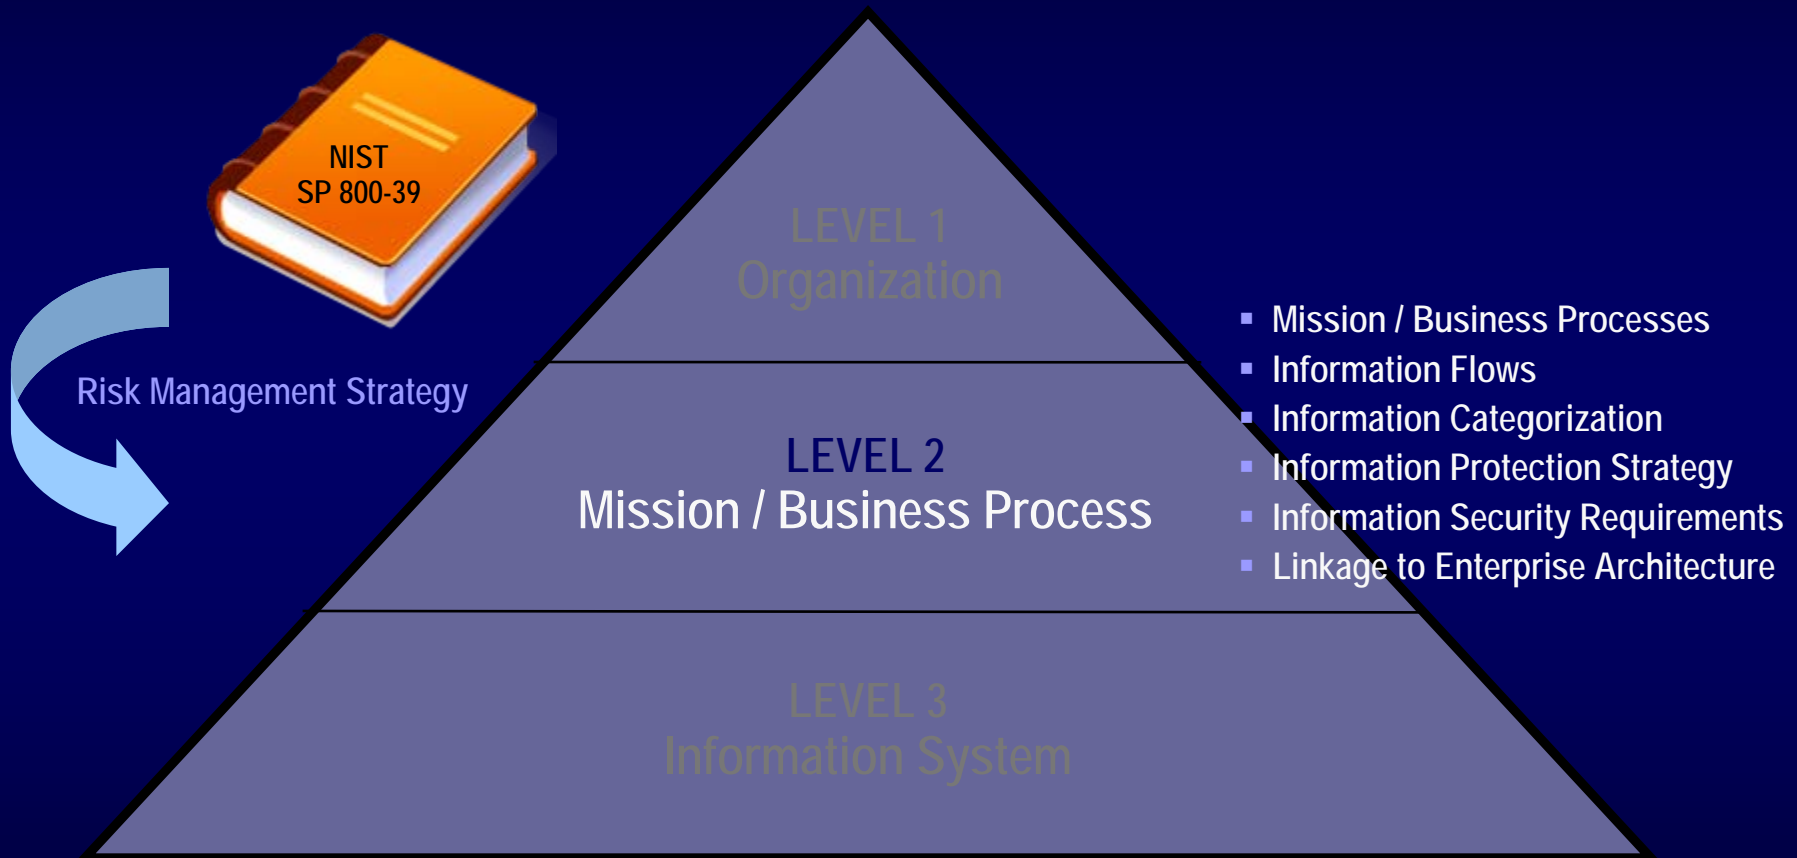 NIST
SP 800-39
Risk Management Strategy
LEVEL 1
Organization
LEVEL 2
Mission / Business Process
LEVEL 3
Information System
▪ Mission / Business Processes
▪ Information Flows
▪ Information Categorization
▪ Information Protection Strategy
▪ Information Security Requirements
▪ Linkage to Enterprise Architecture